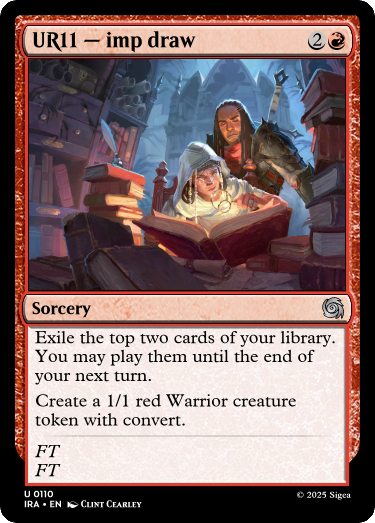 UR11 — imp draw 2
Sorcery
Exile the top two cards of your library.
You may play them until the end of
your next turn.
Create a 1/1 red Warrior creature
token with convert.
FT
FT
U 0110
IRA • EN Clint Cearley
© 2025 Sigea